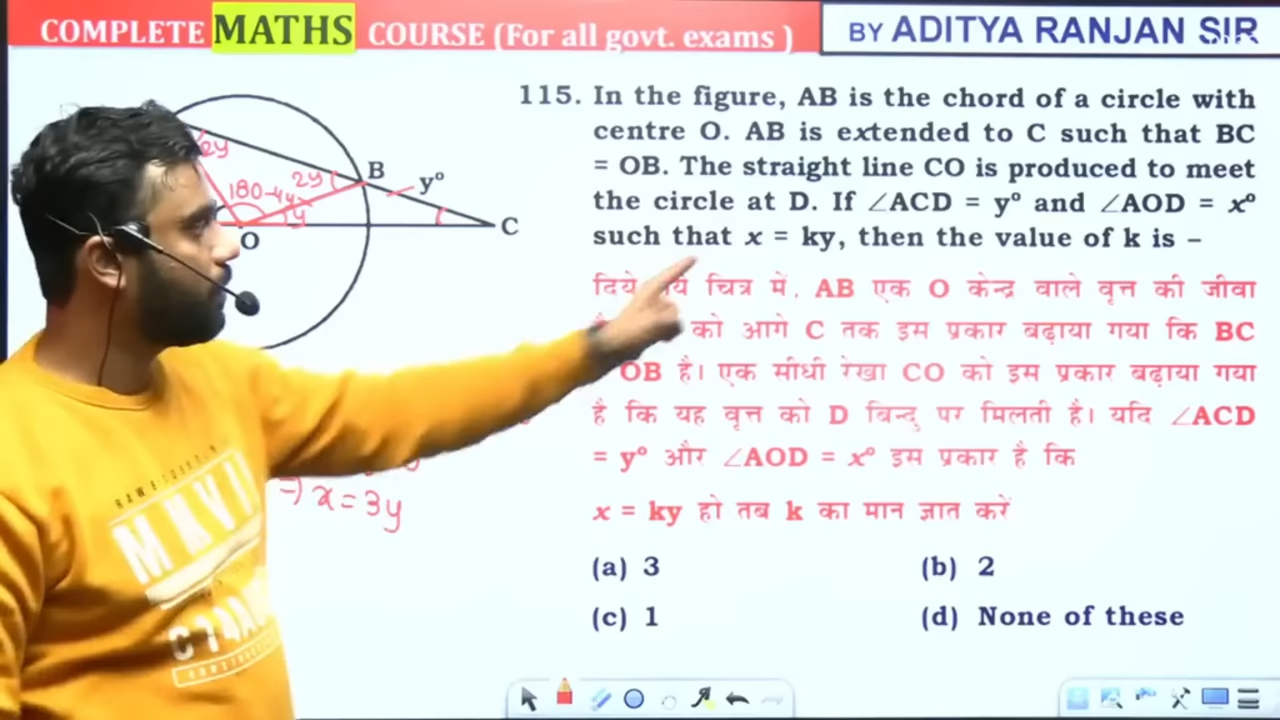 COMPLETE MATHS COURSE (For all govt. exams )
BY ADITYA RANJAN SIR
115. In the figure, AB is the chord of a circle with
centre O. AB is extended to C such that BC
= OB. The straight line CO is produced to meet
the circle at D. If ∠ACD = y° and ∠AOD = x°
such that x = ky, then the value of k is –
दिये चित्र में, AB एक O केन्द्र वाले वृत्त की जीवा
को आगे C तक इस प्रकार बढ़ाया गया कि BC
OB है। एक सीधी रेखा CO को इस प्रकार बढ़ाया गया
है कि यह वृत्त को D बिन्दु पर मिलती है। यदि ∠ACD
= y° और ∠AOD = x° इस प्रकार है कि
x = ky हो तब k का मान ज्ञात करें
(a) 3
(b) 2
(c) 1
(d) None of these
2y
2y
B
y°
180-4y
y
O
C
⇒ x = 3y